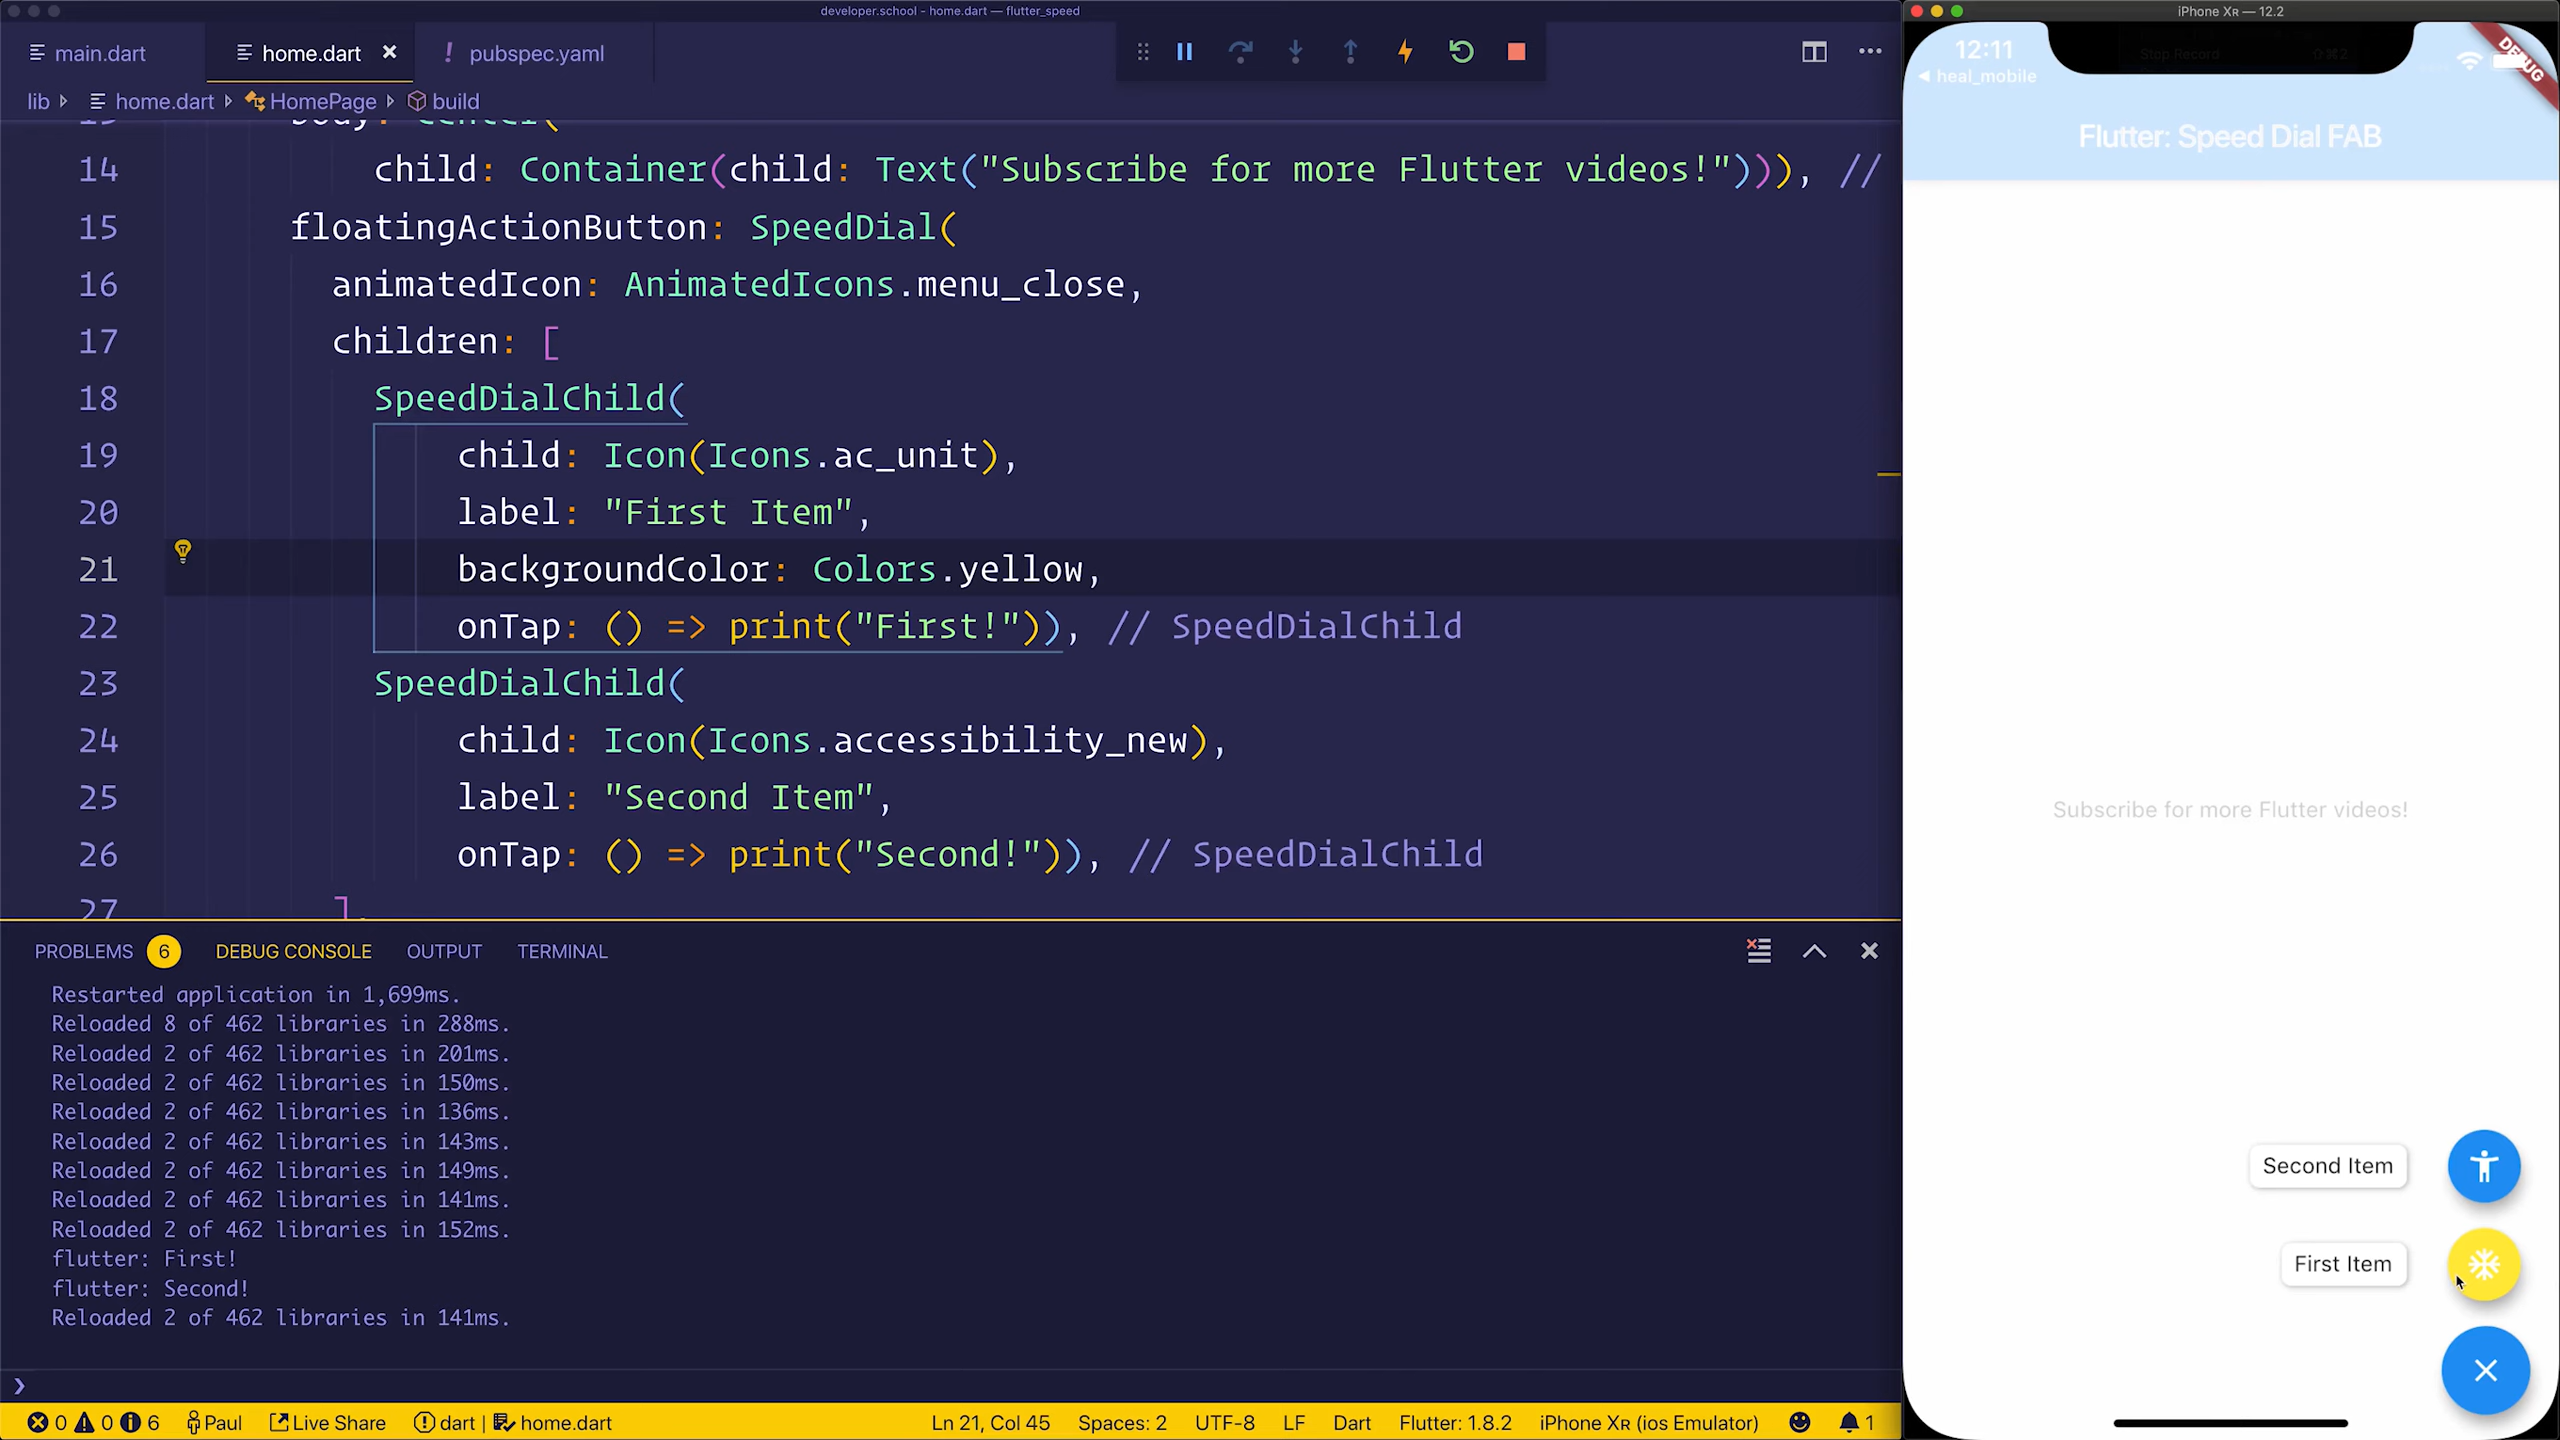 developer.school - home.dart — flutter_speed
main.dart
home.dart
pubspec.yaml
lib
home.dart
HomePage
build
13 body: Center(
14 child: Container(child: Text("Subscribe for more Flutter videos!"))), //
15 floatingActionButton: SpeedDial(
16 animatedIcon: AnimatedIcons.menu_close,
17 children: [
18 SpeedDialChild(
19 child: Icon(Icons.ac_unit),
20 label: "First Item",
21 backgroundColor: Colors.yellow,
22 onTap: () => print("First!")), // SpeedDialChild
23 SpeedDialChild(
24 child: Icon(Icons.accessibility_new),
25 label: "Second Item",
26 onTap: () => print("Second!")), // SpeedDialChild
27 ],
PROBLEMS 6 DEBUG CONSOLE OUTPUT TERMINAL
Restarted application in 1,699ms.
Reloaded 8 of 462 libraries in 288ms.
Reloaded 2 of 462 libraries in 201ms.
Reloaded 2 of 462 libraries in 150ms.
Reloaded 2 of 462 libraries in 136ms.
Reloaded 2 of 462 libraries in 143ms.
Reloaded 2 of 462 libraries in 149ms.
Reloaded 2 of 462 libraries in 141ms.
Reloaded 2 of 462 libraries in 152ms.
flutter: First!
flutter: Second!
Reloaded 2 of 462 libraries in 141ms.
0 0 6 Paul Live Share dart | home.dart Ln 21, Col 45 Spaces: 2 UTF-8 LF Dart Flutter: 1.8.2 iPhone XR (ios Emulator) 1
iPhone XR — 12.2
12:11
heal_mobile
Stop Record ⇧⌘2
DEBUG
Flutter: Speed Dial FAB
Subscribe for more Flutter videos!
Second Item
First Item